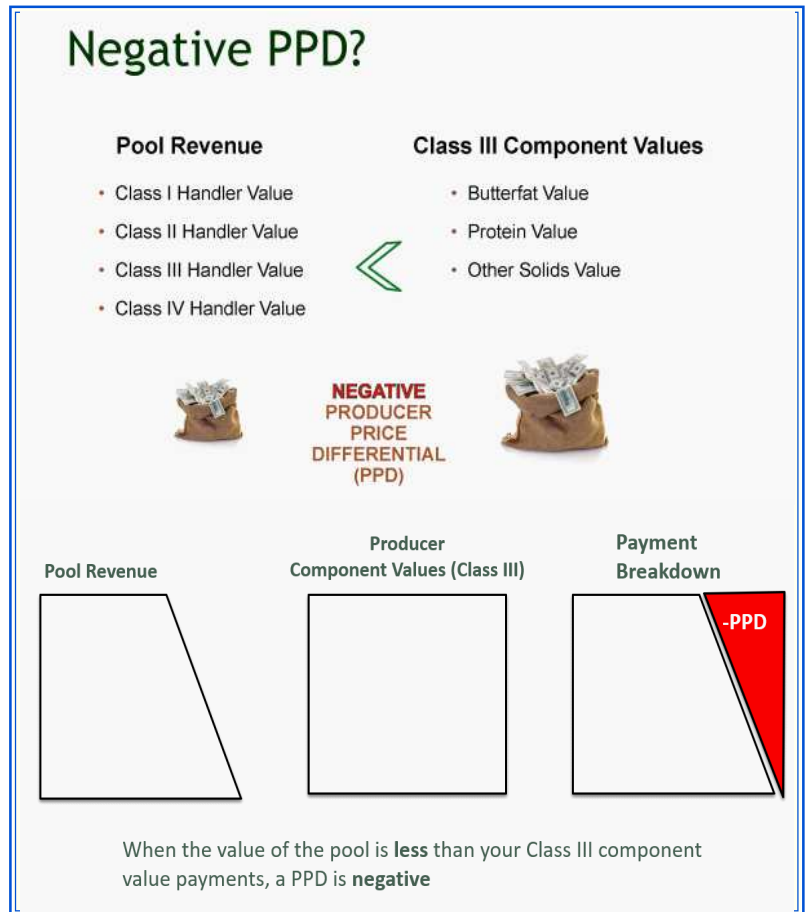 Negative PPD?
Pool Revenue
• Class I Handler Value
• Class II Handler Value
• Class III Handler Value
• Class IV Handler Value
Class III Component Values
• Butterfat Value
• Protein Value
• Other Solids Value
NEGATIVE
PRODUCER
PRICE
DIFFERENTIAL
(PPD)
Pool Revenue
Producer
Component Values (Class III)
Payment
Breakdown
-PPD
When the value of the pool is less than your Class III component
value payments, a PPD is negative